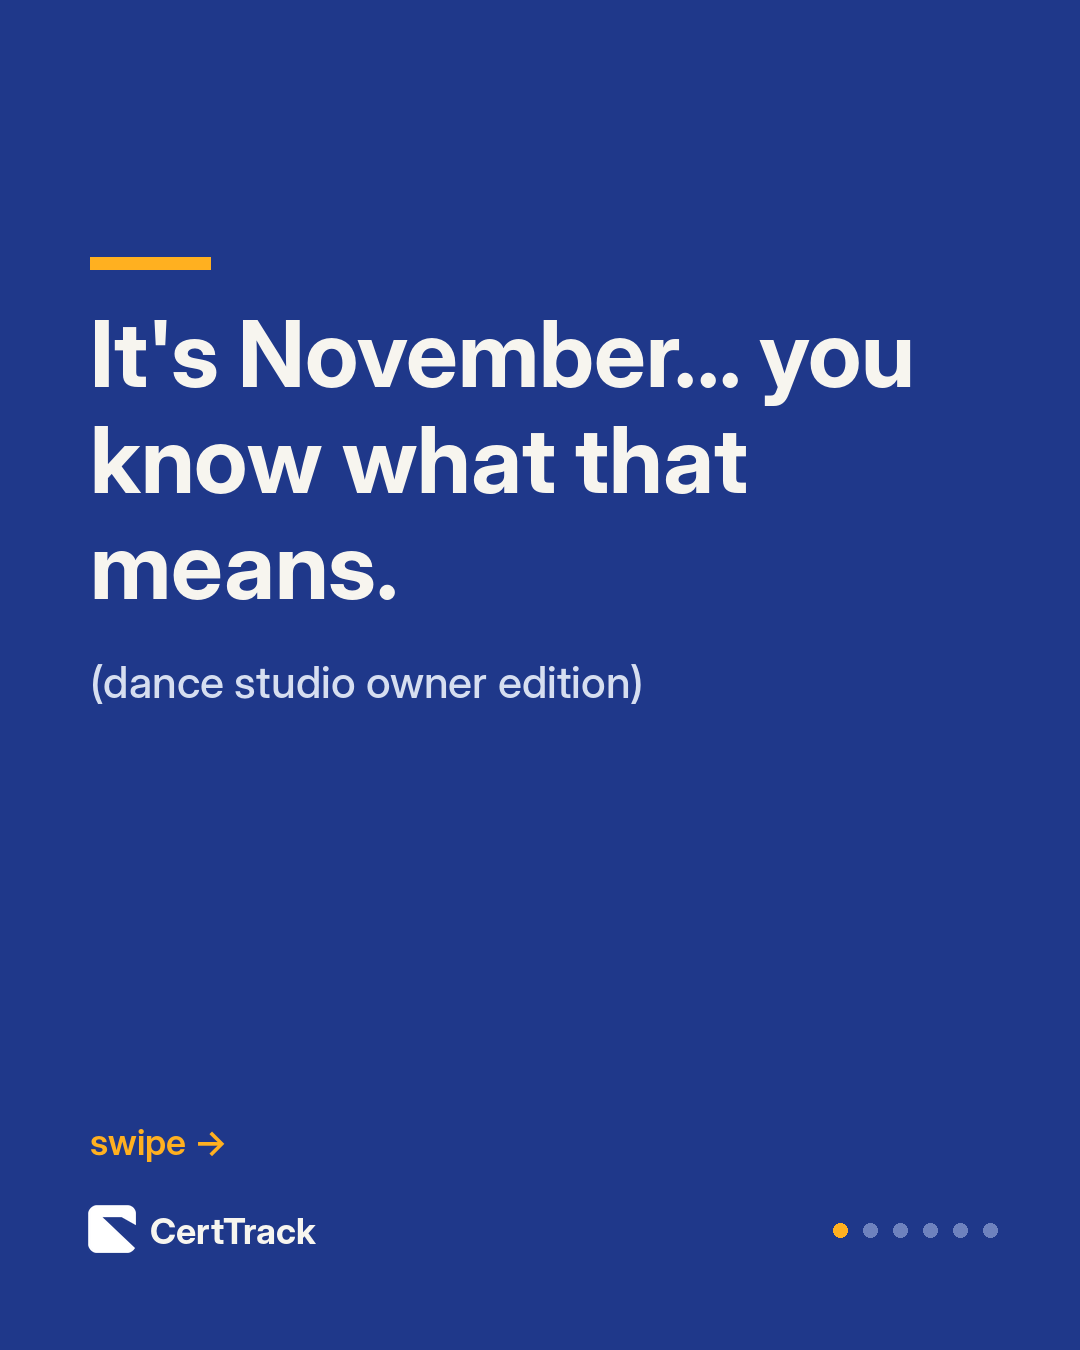 It's November... you
know what that
means.
(dance studio owner edition)
swipe →
CertTrack